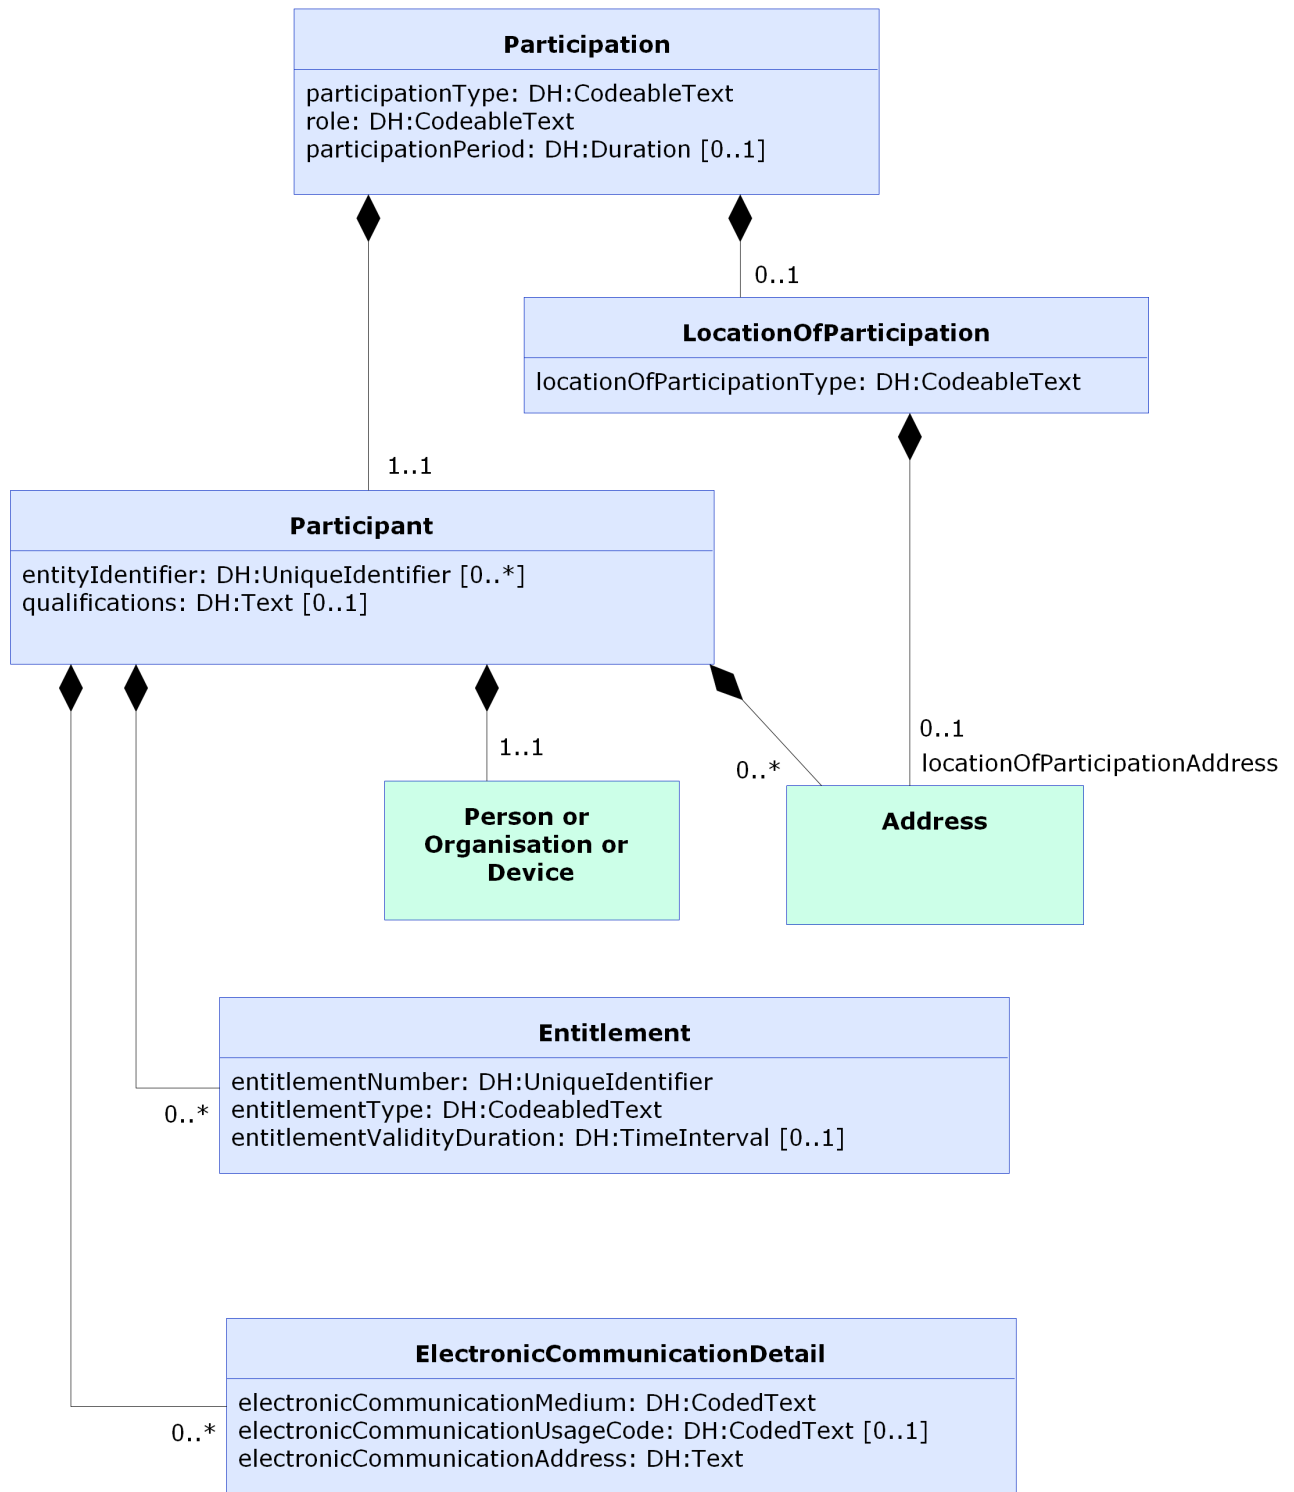 Participation
participationType: DH:CodeableText
role: DH:CodeableText
participationPeriod: DH:Duration [0..1]
0..1
LocationOfParticipation
locationOfParticipationType: DH:CodeableText
1..1
Participant
entityIdentifier: DH:UniqueIdentifier [0..*]
qualifications: DH:Text [0..1]
1..1
0..*
0..1
locationOfParticipationAddress
Person or
Organisation or
Device
Address
Entitlement
entitlementNumber: DH:UniqueIdentifier
entitlementType: DH:CodeabledText
entitlementValidityDuration: DH:TimeInterval [0..1]
0..*
ElectronicCommunicationDetail
electronicCommunicationMedium: DH:CodedText
electronicCommunicationUsageCode: DH:CodedText [0..1]
electronicCommunicationAddress: DH:Text
0..*